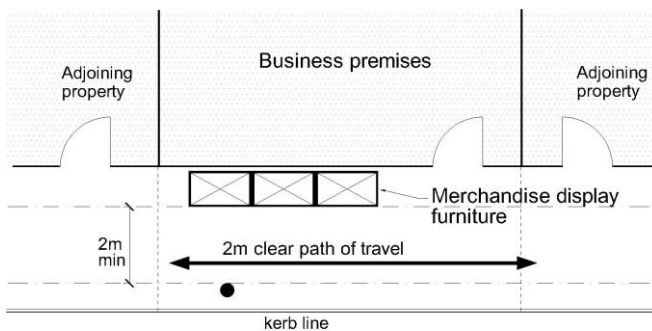 Business premises
Adjoining
property
Adjoining
property
Merchandise display
furniture
2m
min
2m clear path of travel
kerb line